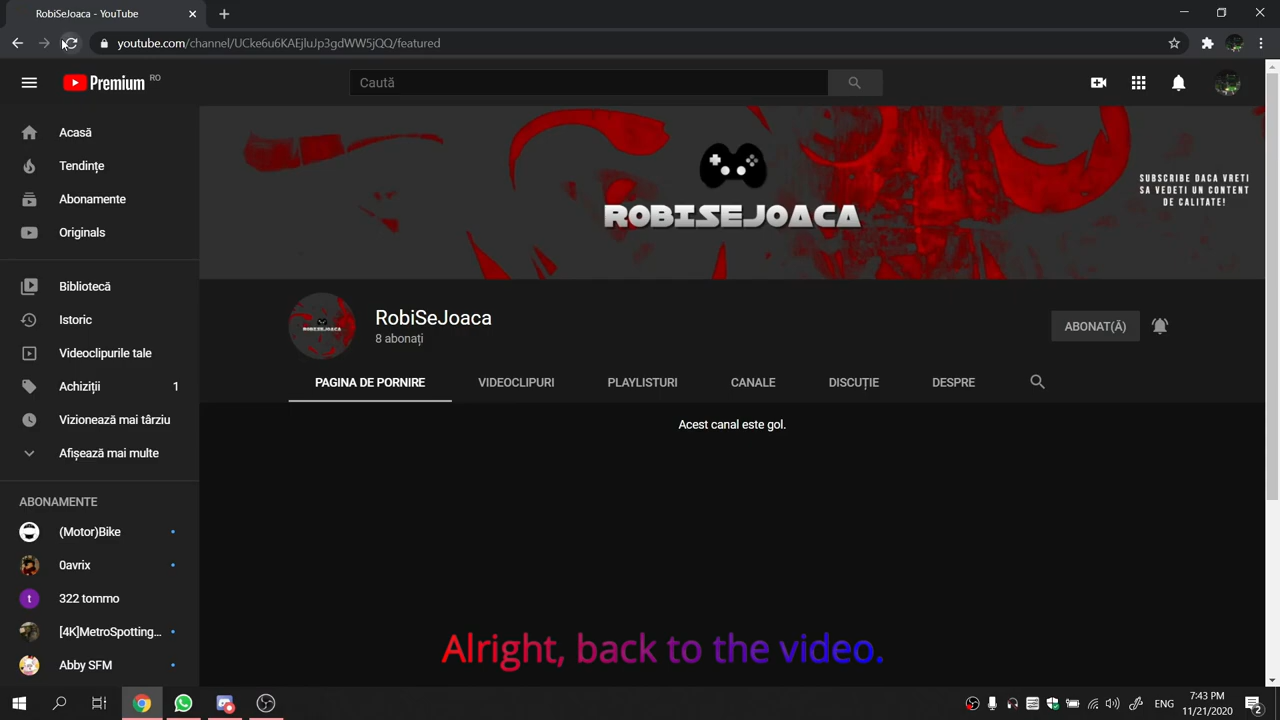 RobiSeJoaca - YouTube
youtube.com/channel/UCke6u6KAEjluJp3gdWW5jQQ/featured
Premium RO
Caută
Acasă
Tendințe
Abonamente
Originals
Bibliotecă
Istoric
Videoclipurile tale
Achiziții 1
Vizionează mai târziu
Afișează mai multe
ABONAMENTE
(Motor)Bike
0avrix
322 tommo
[4K]MetroSpotting...
Abby SFM
ROBISEJOACA
SUBSCRIBE DACA VRETI
SA VEDETI UN CONTENT
DE CALITATE!
ROBISEJOACA
RobiSeJoaca
8 abonați
ABONAT(Ă)
PAGINA DE PORNIRE VIDEOCLIPURI PLAYLISTURI CANALE DISCUȚIE DESPRE
Acest canal este gol.
Alright, back to the video.
ENG
7:43 PM
11/21/2020
2